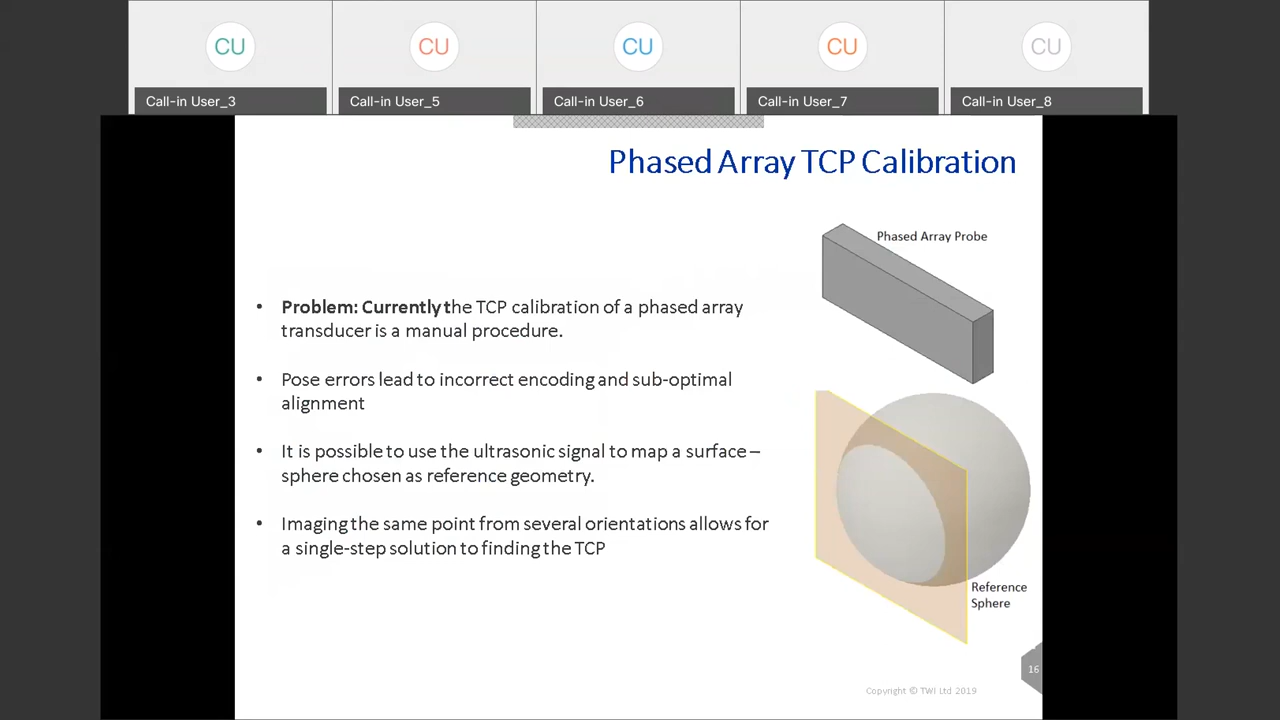 CU CU CU CU CU
Call-in User_3 Call-in User_5 Call-in User_6 Call-in User_7 Call-in User_8
Phased Array TCP Calibration
Phased Array Probe
• Problem: Currently the TCP calibration of a phased array
transducer is a manual procedure.
• Pose errors lead to incorrect encoding and sub-optimal
alignment
• It is possible to use the ultrasonic signal to map a surface –
sphere chosen as reference geometry.
• Imaging the same point from several orientations allows for
a single-step solution to finding the TCP
Reference
Sphere
16
Copyright © TWI Ltd 2019